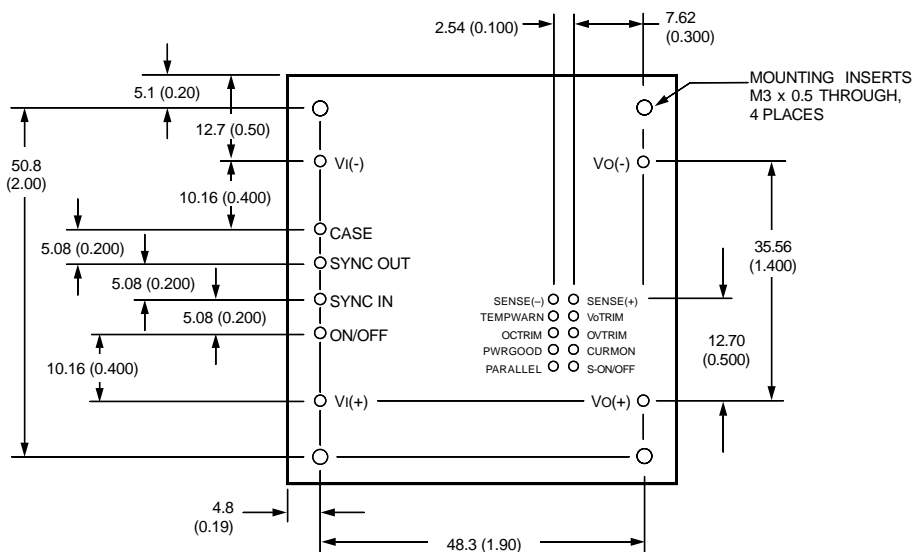 2.54 (0.100)
7.62
(0.300)
5.1 (0.20)
MOUNTING INSERTS
M3 x 0.5 THROUGH,
4 PLACES
12.7 (0.50)
50.8
(2.00)
VI(-)
VO(-)
10.16 (0.400)
CASE
5.08 (0.200)
SYNC OUT
35.56
(1.400)
5.08 (0.200)
SYNC IN
SENSE(–)
SENSE(+)
5.08 (0.200)
TEMPWARN
VoTRIM
ON/OFF
OCTRIM
OVTRIM
12.70
(0.500)
PWRGOOD
CURMON
10.16 (0.400)
PARALLEL
S-ON/OFF
VI(+)
VO(+)
4.8
(0.19)
48.3 (1.90)